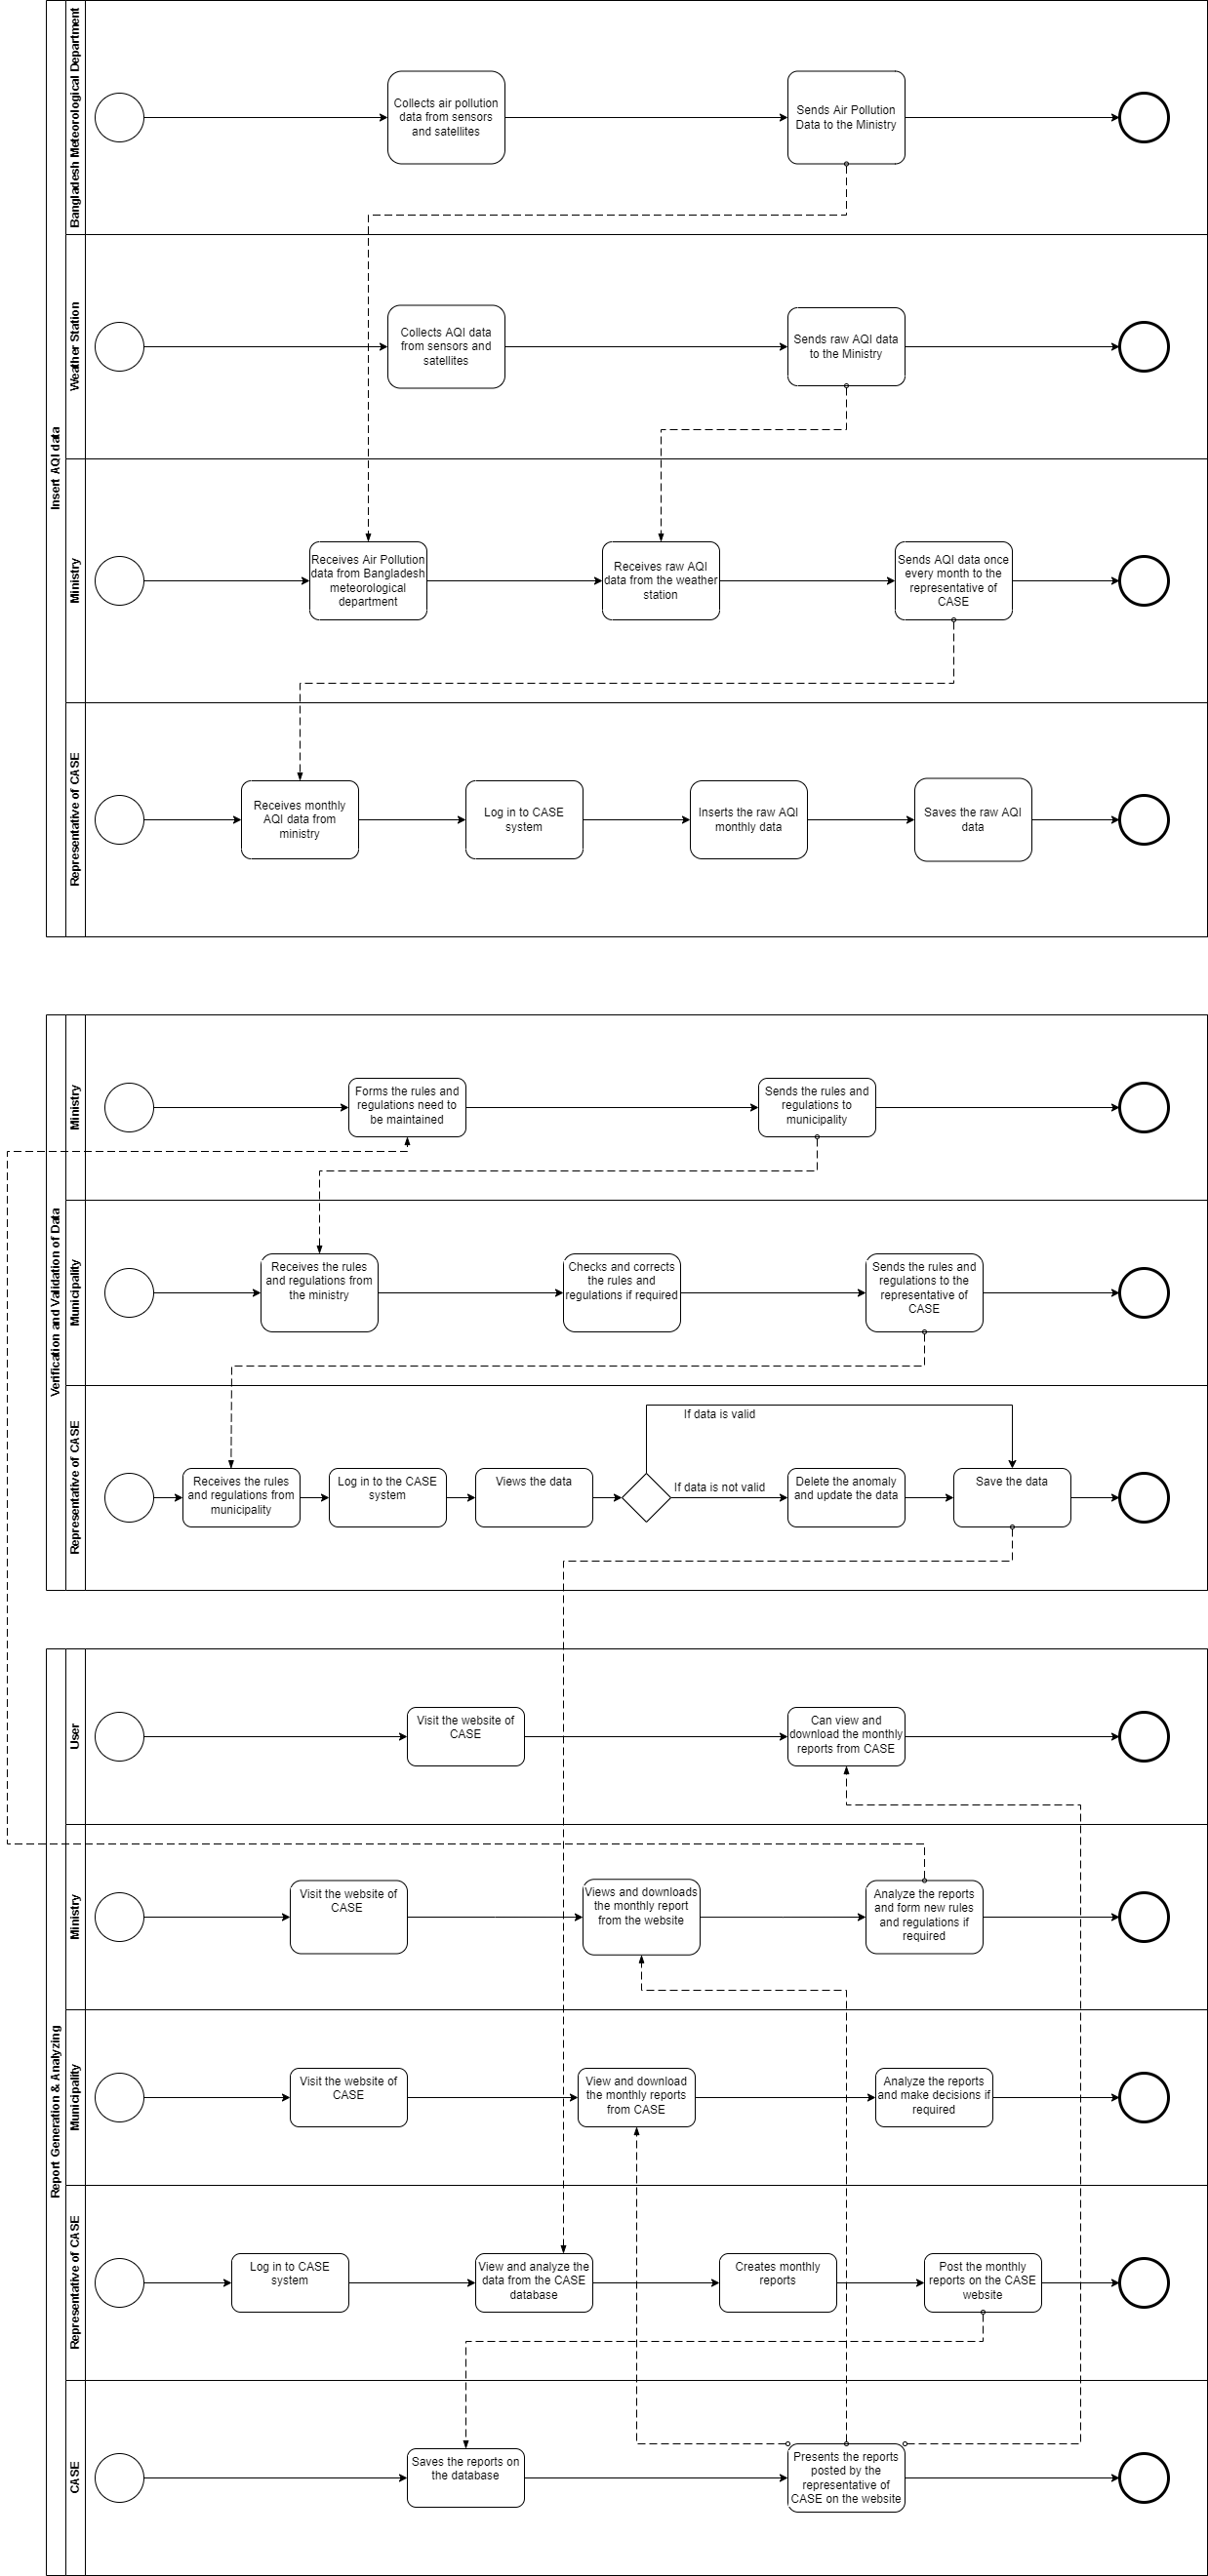 Insert AQI data
Bangladesh Meteorological Department
Collects air pollution
data from sensors
and satellites
Sends Air Pollution
Data to the Ministry
Weather Station
Collects AQI data
from sensors and
satellites
Sends raw AQI data
to the Ministry
Ministry
Receives Air Pollution
data from Bangladesh
meteorological
department
Receives raw AQI
data from the weather
station
Sends AQI data once
every month to the
representative of
CASE
Representative of CASE
Receives monthly
AQI data from
ministry
Log in to CASE
system
Inserts the raw AQI
monthly data
Saves the raw AQI
data
Verification and Validation of Data
Ministry
Forms the rules and
regulations need to
be maintained
Sends the rules and
regulations to
municipality
Municipality
Receives the rules
and regulations from
the ministry
Checks and corrects
the rules and
regulations if required
Sends the rules and
regulations to the
representative of
CASE
Representative of CASE
Receives the rules
and regulations from
municipality
Log in to the CASE
system
Views the data
If data is valid
If data is not valid
Delete the anomaly
and update the data
Save the data
Report Generation & Analyzing
User
Visit the website of
CASE
Can view and
download the monthly
reports from CASE
Ministry
Visit the website of
CASE
Views and downloads
the monthly report
from the website
Analyze the reports
and form new rules
and regulations if
required
Municipality
Visit the website of
CASE
View and download
the monthly reports
from CASE
Analyze the reports
and make decisions if
required
Representative of CASE
Log in to CASE
system
View and analyze the
data from the CASE
database
Creates monthly
reports
Post the monthly
reports on the CASE
website
CASE
Saves the reports on
the database
Presents the reports
posted by the
representative of
CASE on the website